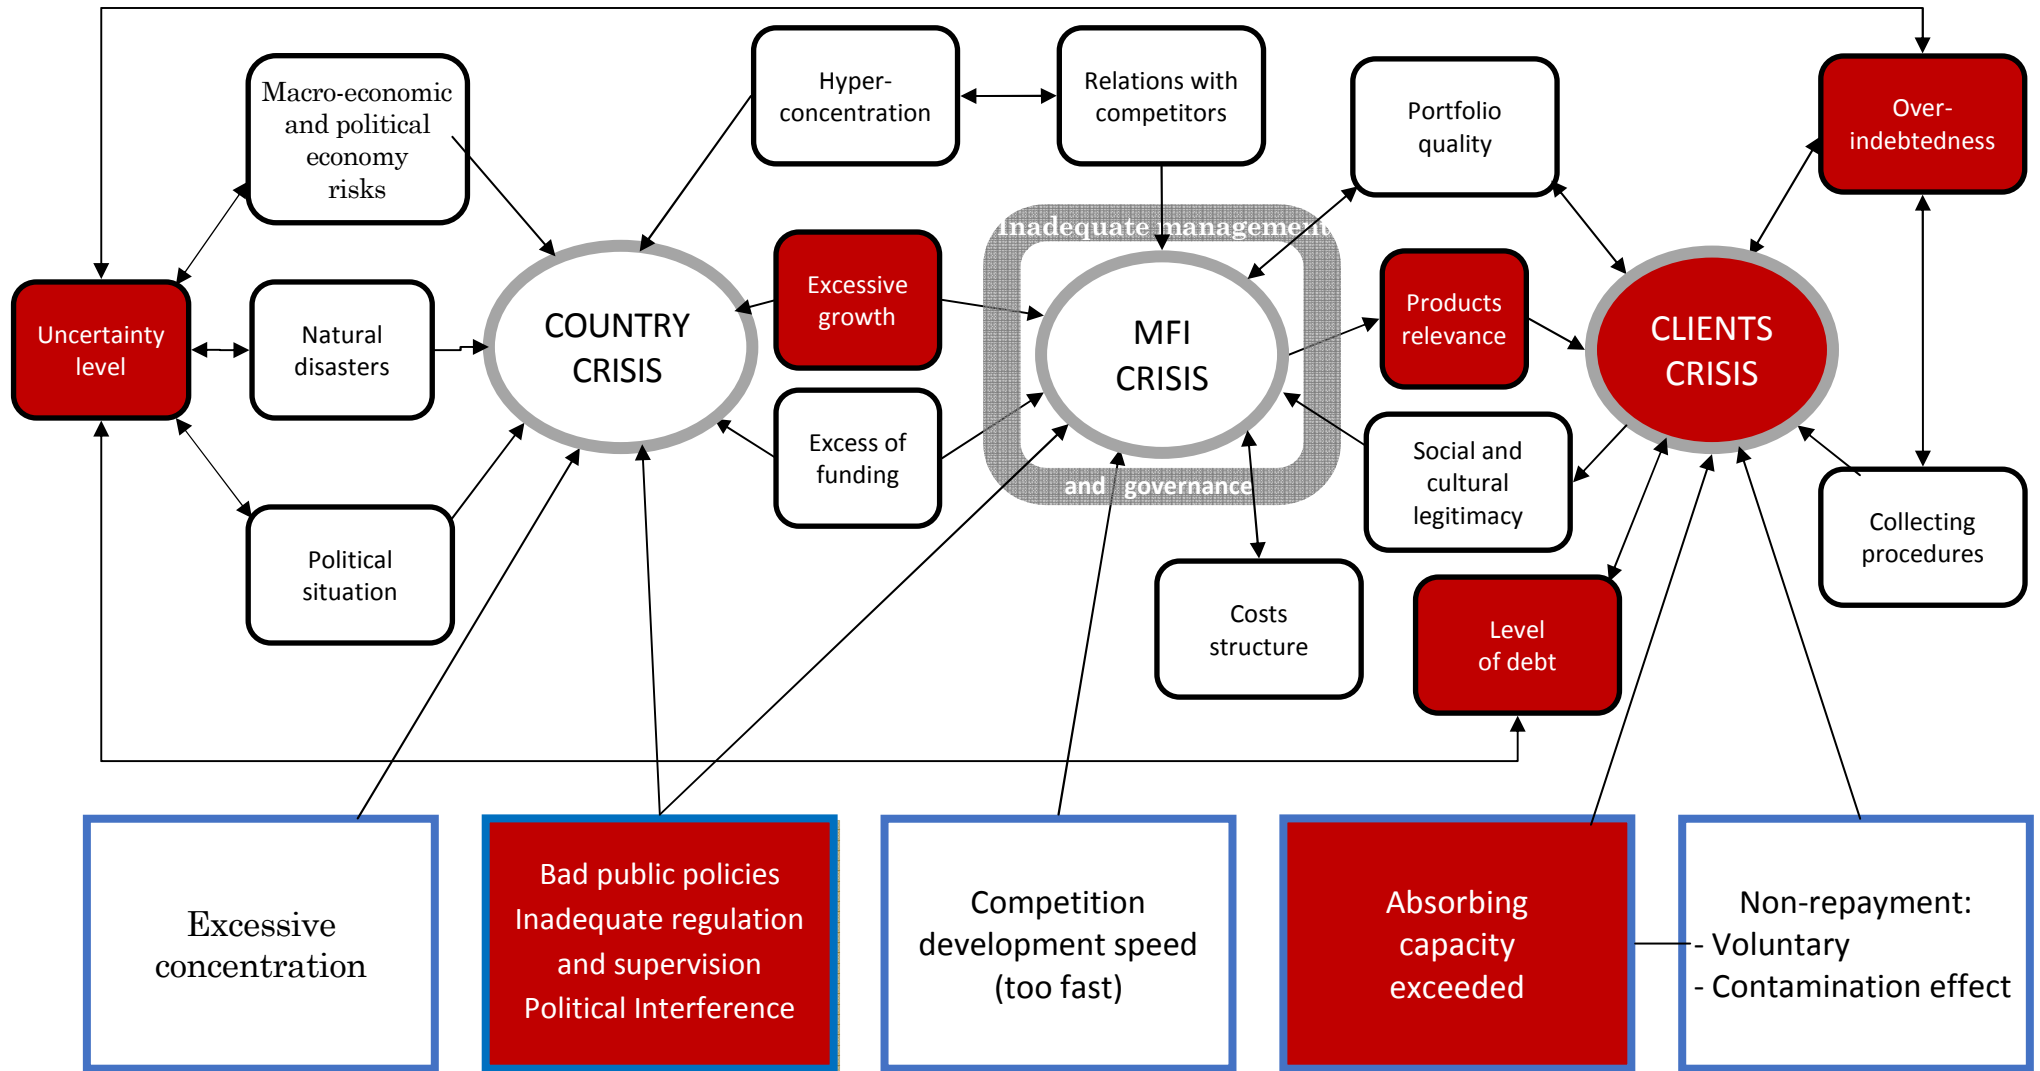 Macro-economic
and political
economy
risks
Hyper-
concentration
Relations with
competitors
Portfolio
quality
Over-
indebtedness
Inadequate management
Uncertainty
level
Natural
disasters
COUNTRY
CRISIS
Excessive
growth
MFI
CRISIS
Products
relevance
CLIENTS
CRISIS
Excess of
funding
Social and
cultural
legitimacy
and governance
Collecting
procedures
Political
situation
Costs
structure
Level
of debt
Excessive
concentration
Bad public policies
Inadequate regulation
and supervision
Political Interference
Competition
development speed
(too fast)
Absorbing
capacity
exceeded
Non-repayment:
- Voluntary
- Contamination effect